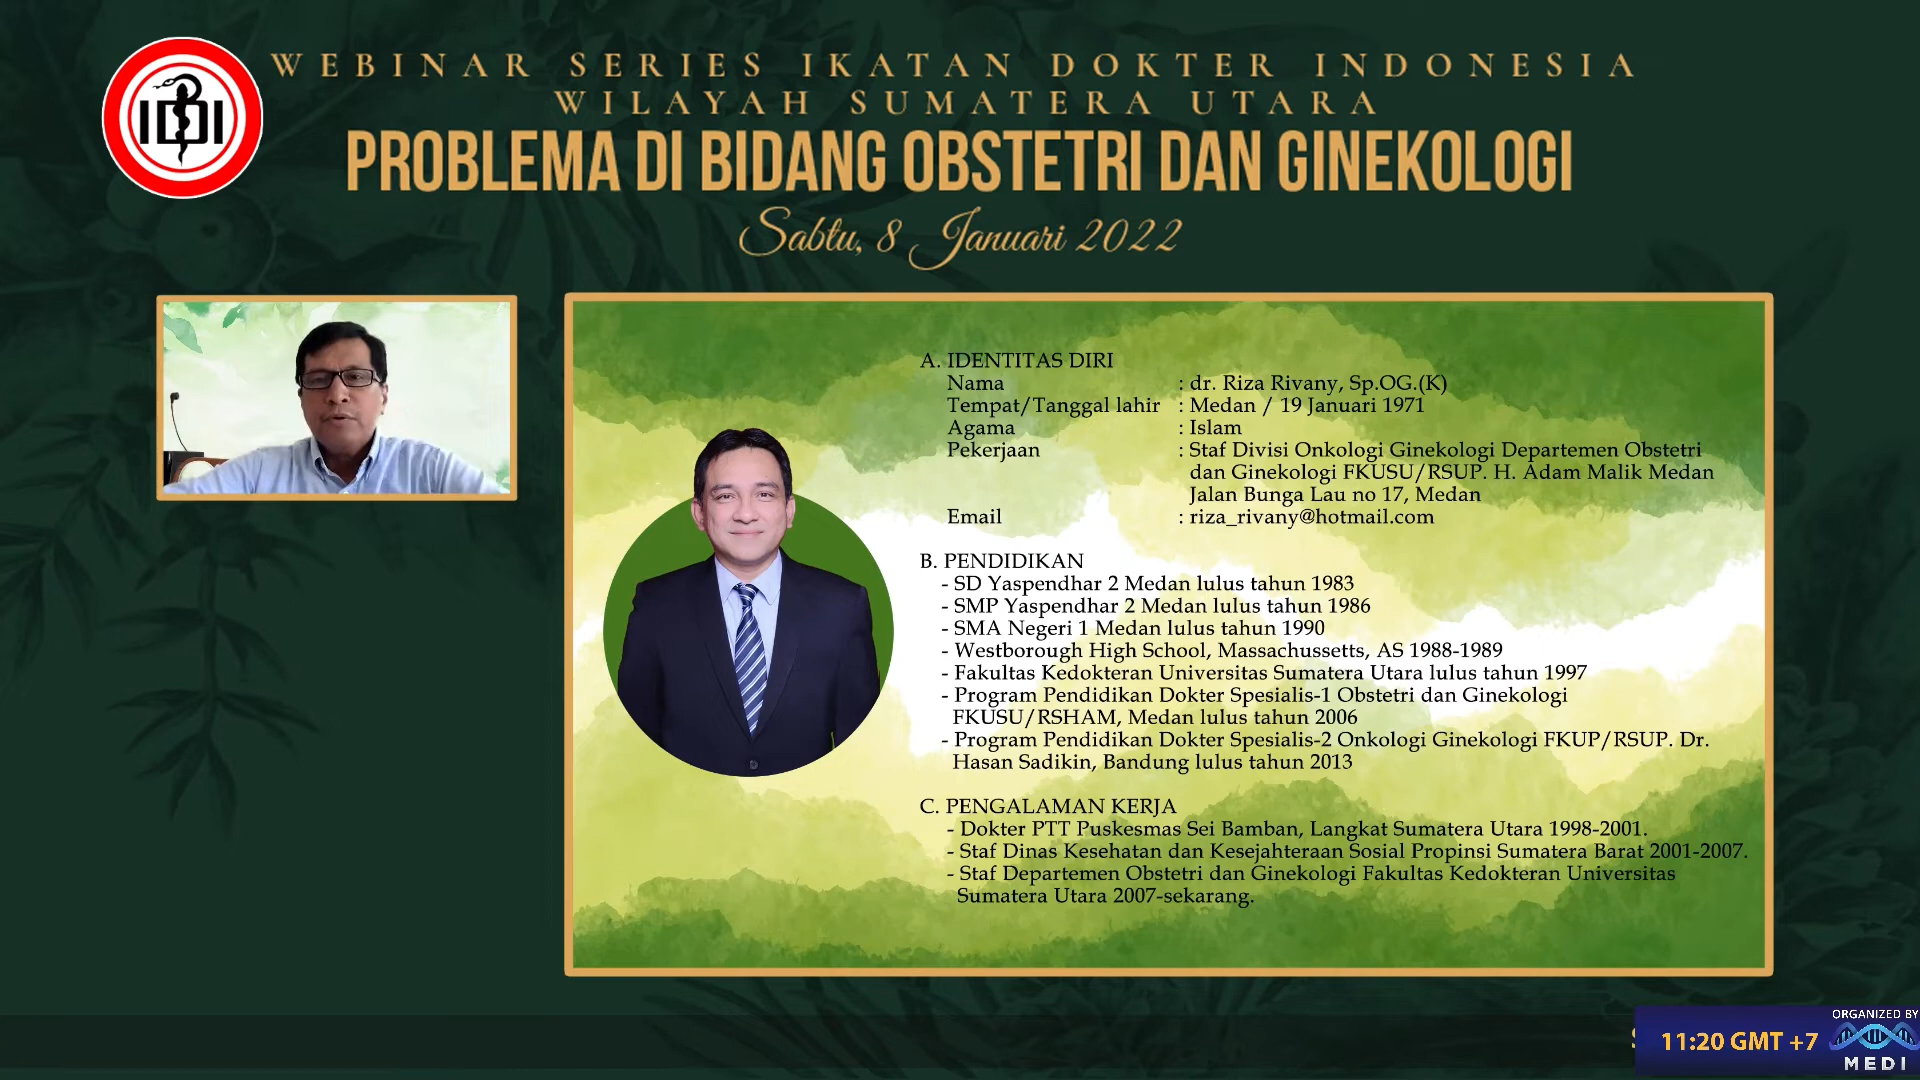 WEBINAR SERIES IKATAN DOKTER INDONESIA
WILAYAH SUMATERA UTARA
PROBLEMA DI BIDANG OBSTETRI DAN GINEKOLOGI
Sabtu, 8 Januari 2022
IDI
A. IDENTITAS DIRI
Nama : dr. Riza Rivany, Sp.OG.(K)
Tempat/Tanggal lahir : Medan / 19 Januari 1971
Agama : Islam
Pekerjaan : Staf Divisi Onkologi Ginekologi Departemen Obstetri
dan Ginekologi FKUSU/RSUP. H. Adam Malik Medan
Jalan Bunga Lau no 17, Medan
Email : riza_rivany@hotmail.com
B. PENDIDIKAN
- SD Yaspendhar 2 Medan lulus tahun 1983
- SMP Yaspendhar 2 Medan lulus tahun 1986
- SMA Negeri 1 Medan lulus tahun 1990
- Westborough High School, Massachussetts, AS 1988-1989
- Fakultas Kedokteran Universitas Sumatera Utara lulus tahun 1997
- Program Pendidikan Dokter Spesialis-1 Obstetri dan Ginekologi
FKUSU/RSHAM, Medan lulus tahun 2006
- Program Pendidikan Dokter Spesialis-2 Onkologi Ginekologi FKUP/RSUP. Dr.
Hasan Sadikin, Bandung lulus tahun 2013
C. PENGALAMAN KERJA
- Dokter PTT Puskesmas Sei Bamban, Langkat Sumatera Utara 1998-2001.
- Staf Dinas Kesehatan dan Kesejahteraan Sosial Propinsi Sumatera Barat 2001-2007.
- Staf Departemen Obstetri dan Ginekologi Fakultas Kedokteran Universitas
Sumatera Utara 2007-sekarang.
11:20 GMT +7
ORGANIZED BY
MEDI